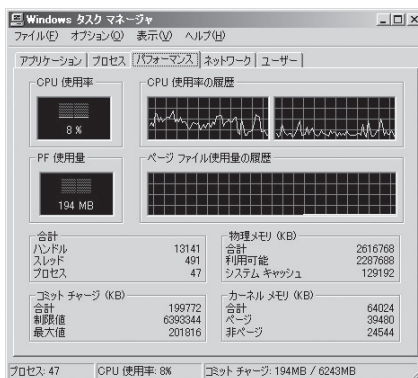 Windows タスク マネージャ
ファイル(F) オプション(O) 表示(V) ヘルプ(H)
アプリケーション プロセス パフォーマンス ネットワーク ユーザー
CPU 使用率 CPU 使用率の履歴
8 %
PF 使用量 ページ ファイル使用量の履歴
194 MB
合計
ハンドル 13141
スレッド 491
プロセス 47
物理メモリ (KB)
合計 2616768
利用可能 2287688
システム キャッシュ 129192
コミット チャージ (KB)
合計 199772
制限値 6393344
最大値 201816
カーネル メモリ (KB)
合計 64024
ページ 39480
非ページ 24544
プロセス: 47 CPU 使用率: 8% コミット チャージ: 194MB / 6243MB